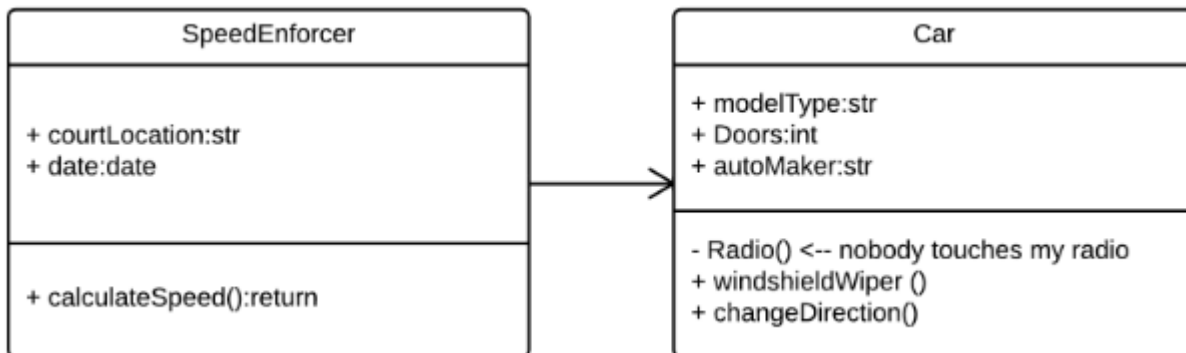 SpeedEnforcer
+ courtLocation:str
+ date:date
+ calculateSpeed():return
Car
+ modelType:str
+ Doors:int
+ autoMaker:str
- Radio() <-- nobody touches my radio
+ windshieldWiper ()
+ changeDirection()